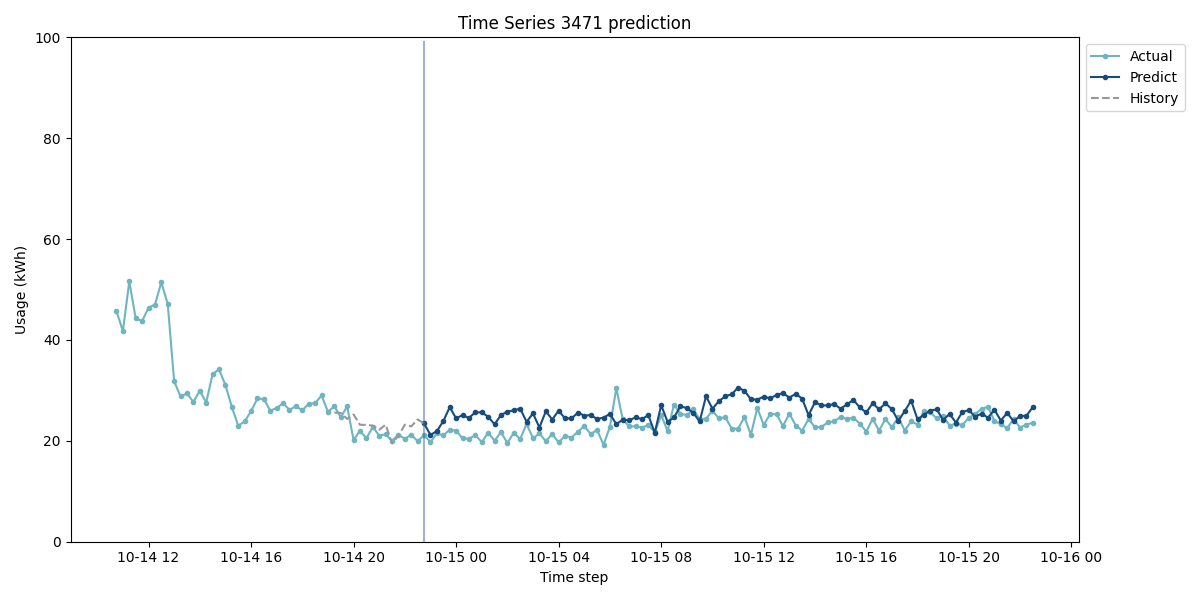 Time Series 3471 prediction
100
80
60
40
20
0
Usage (kWh)
10-14 12
10-14 16
10-14 20
10-15 00
10-15 04
10-15 08
10-15 12
10-15 16
10-15 20
10-16 00
Time step
Actual
Predict
History